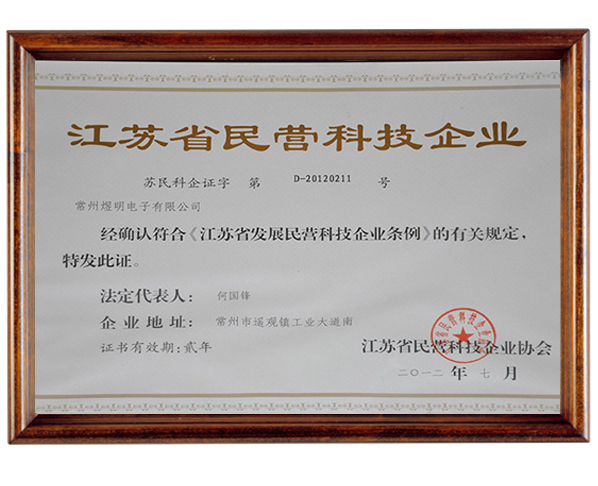 江苏省民营科技企业
苏民科企证字 第 D-20120211 号
常州煜明电子有限公司
经确认符合《江苏省发展民营科技企业条例》的有关规定，
特发此证。
法定代表人： 何国锋
企业地址： 常州市遥观镇工业大道南
证书有效期：贰年
江苏省民营科技企业协会
二〇一二年七月